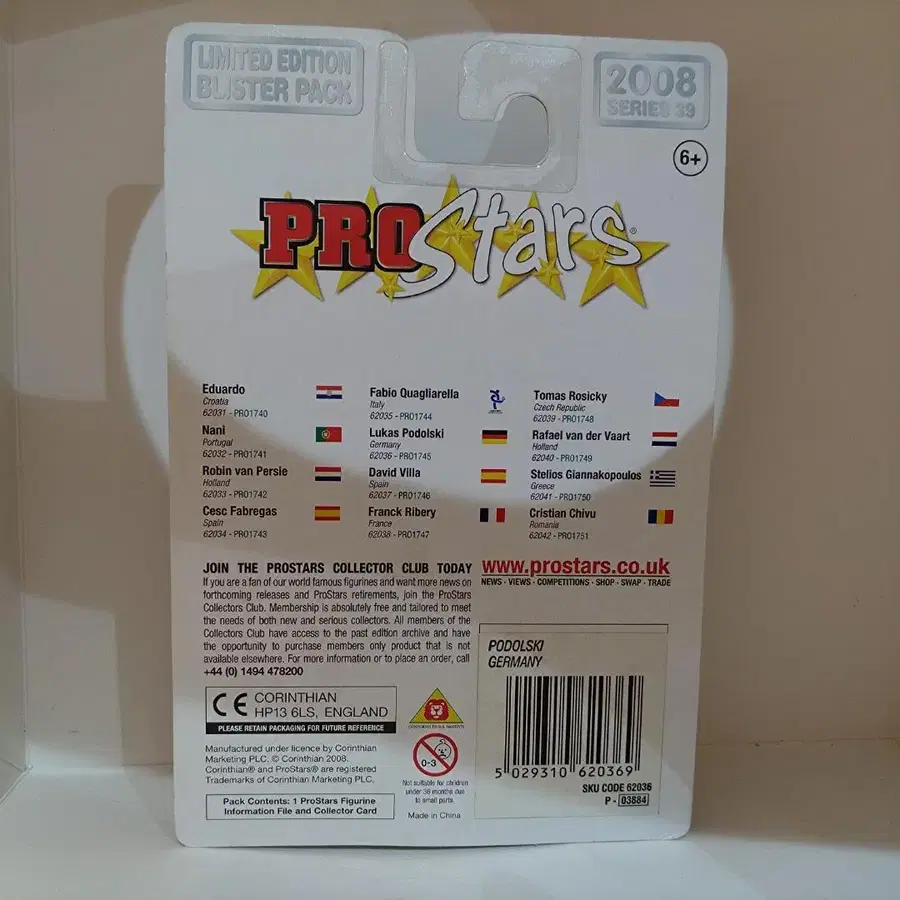 LIMITED EDITION
BLISTER PACK
2008
SERIES 39
6+
PROStars®
Eduardo
Croatia
62031 - PRO1740
Nani
Portugal
62032 - PRO1741
Robin van Persie
Holland
62033 - PRO1742
Cesc Fabregas
Spain
62034 - PRO1743
Fabio Quagliarella
Italy
62035 - PRO1744
Lukas Podolski
Germany
62036 - PRO1745
David Villa
Spain
62037 - PRO1746
Franck Ribery
France
62038 - PRO1747
Tomas Rosicky
Czech Republic
62039 - PRO1748
Rafael van der Vaart
Holland
62040 - PRO1749
Stelios Giannakopoulos
Greece
62041 - PRO1750
Cristian Chivu
Romania
62042 - PRO1751
JOIN THE PROSTARS COLLECTOR CLUB TODAY
If you are a fan of our world famous figurines and want more news on
forthcoming releases and ProStars retirements, join the ProStars
Collectors Club. Membership is absolutely free and tailored to meet
the needs of both new and serious collectors. All members of the
Collectors Club have access to the past edition archive and have
the opportunity to purchase members only product that is not
available elsewhere. For more information or to place an order, call
+44 (0) 1494 478200
www.prostars.co.uk
NEWS · VIEWS · COMPETITIONS · SHOP · SWAP · TRADE
CE CORINTHIAN
HP13 6LS, ENGLAND
PLEASE RETAIN PACKAGING FOR FUTURE REFERENCE
Manufactured under licence by Corinthian
Marketing PLC. © Corinthian 2008.
Corinthian® and ProStars® are registered
Trademarks of Corinthian Marketing PLC.
Pack Contents: 1 ProStars Figurine
Information File and Collector Card
0-3
Not suitable for children
under 36 months due
to small parts.
Made in China
PODOLSKI
GERMANY
5 029310 620369
SKU CODE 62036
P - 03884